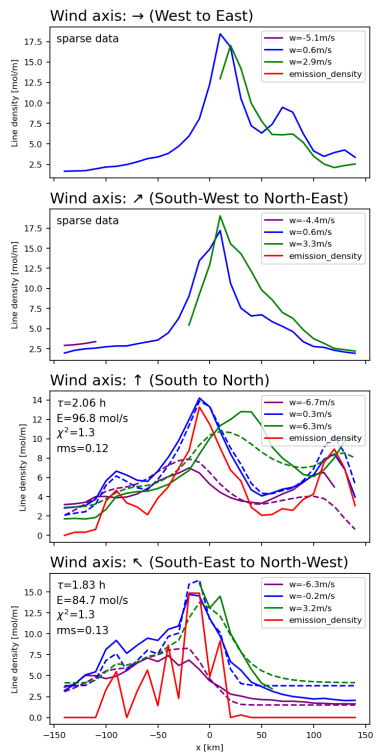 Wind axis: → (West to East)
sparse data
w=-5.1m/s
w=0.6m/s
w=2.9m/s
emission_density
Line density [mol/m]
17.5
15.0
12.5
10.0
7.5
5.0
2.5
Wind axis: ↗ (South-West to North-East)
sparse data
w=-4.4m/s
w=0.6m/s
w=3.3m/s
emission_density
Line density [mol/m]
17.5
15.0
12.5
10.0
7.5
5.0
2.5
Wind axis: ↑ (South to North)
τ=2.06 h
E=96.8 mol/s
χ²=1.3
rms=0.12
w=-6.7m/s
w=0.3m/s
w=6.3m/s
emission_density
Line density [mol/m]
14
12
10
8
6
4
2
0
Wind axis: ↖ (South-East to North-West)
τ=1.83 h
E=84.7 mol/s
χ²=1.3
rms=0.13
w=-6.3m/s
w=-0.2m/s
w=3.2m/s
emission_density
Line density [mol/m]
15.0
12.5
10.0
7.5
5.0
2.5
0.0
−150 −100 −50 0 50 100 150
x [km]